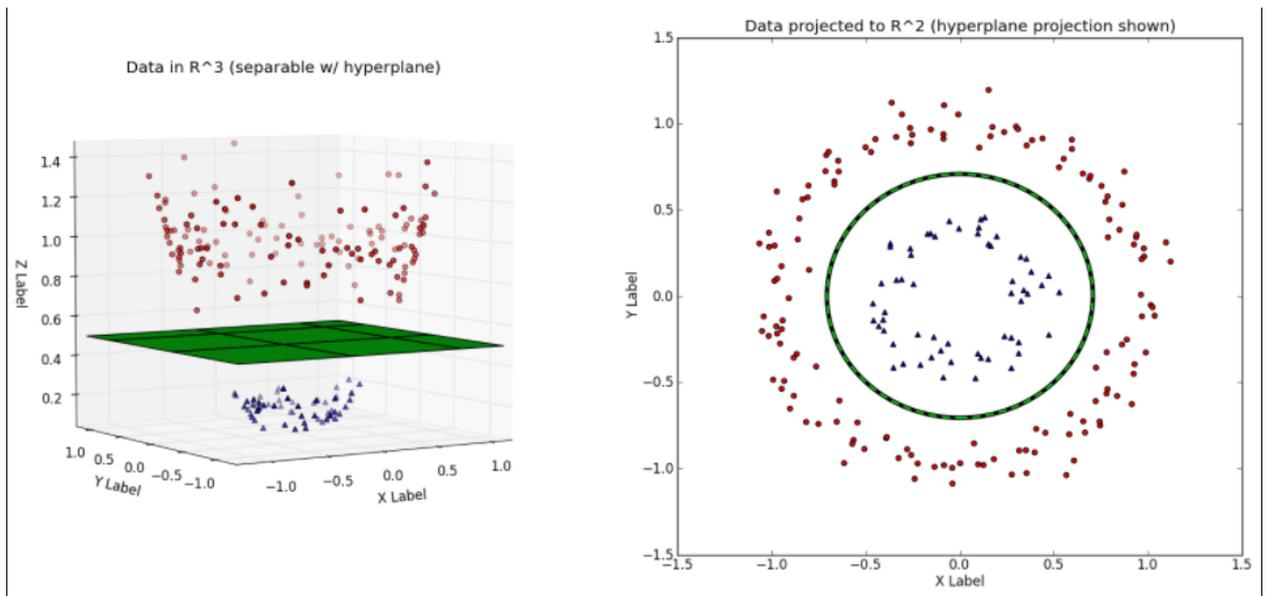 Data in R^3 (separable w/ hyperplane)
1.4
1.2
1.0
0.8
0.6
0.4
0.2
Z Label
1.0 0.5 0.0 −0.5 −1.0
Y Label
−1.0 −0.5 0.0 0.5 1.0
X Label
Data projected to R^2 (hyperplane projection shown)
1.5
1.0
0.5
0.0
−0.5
−1.0
−1.5
Y Label
−1.5 −1.0 −0.5 0.0 0.5 1.0 1.5
X Label